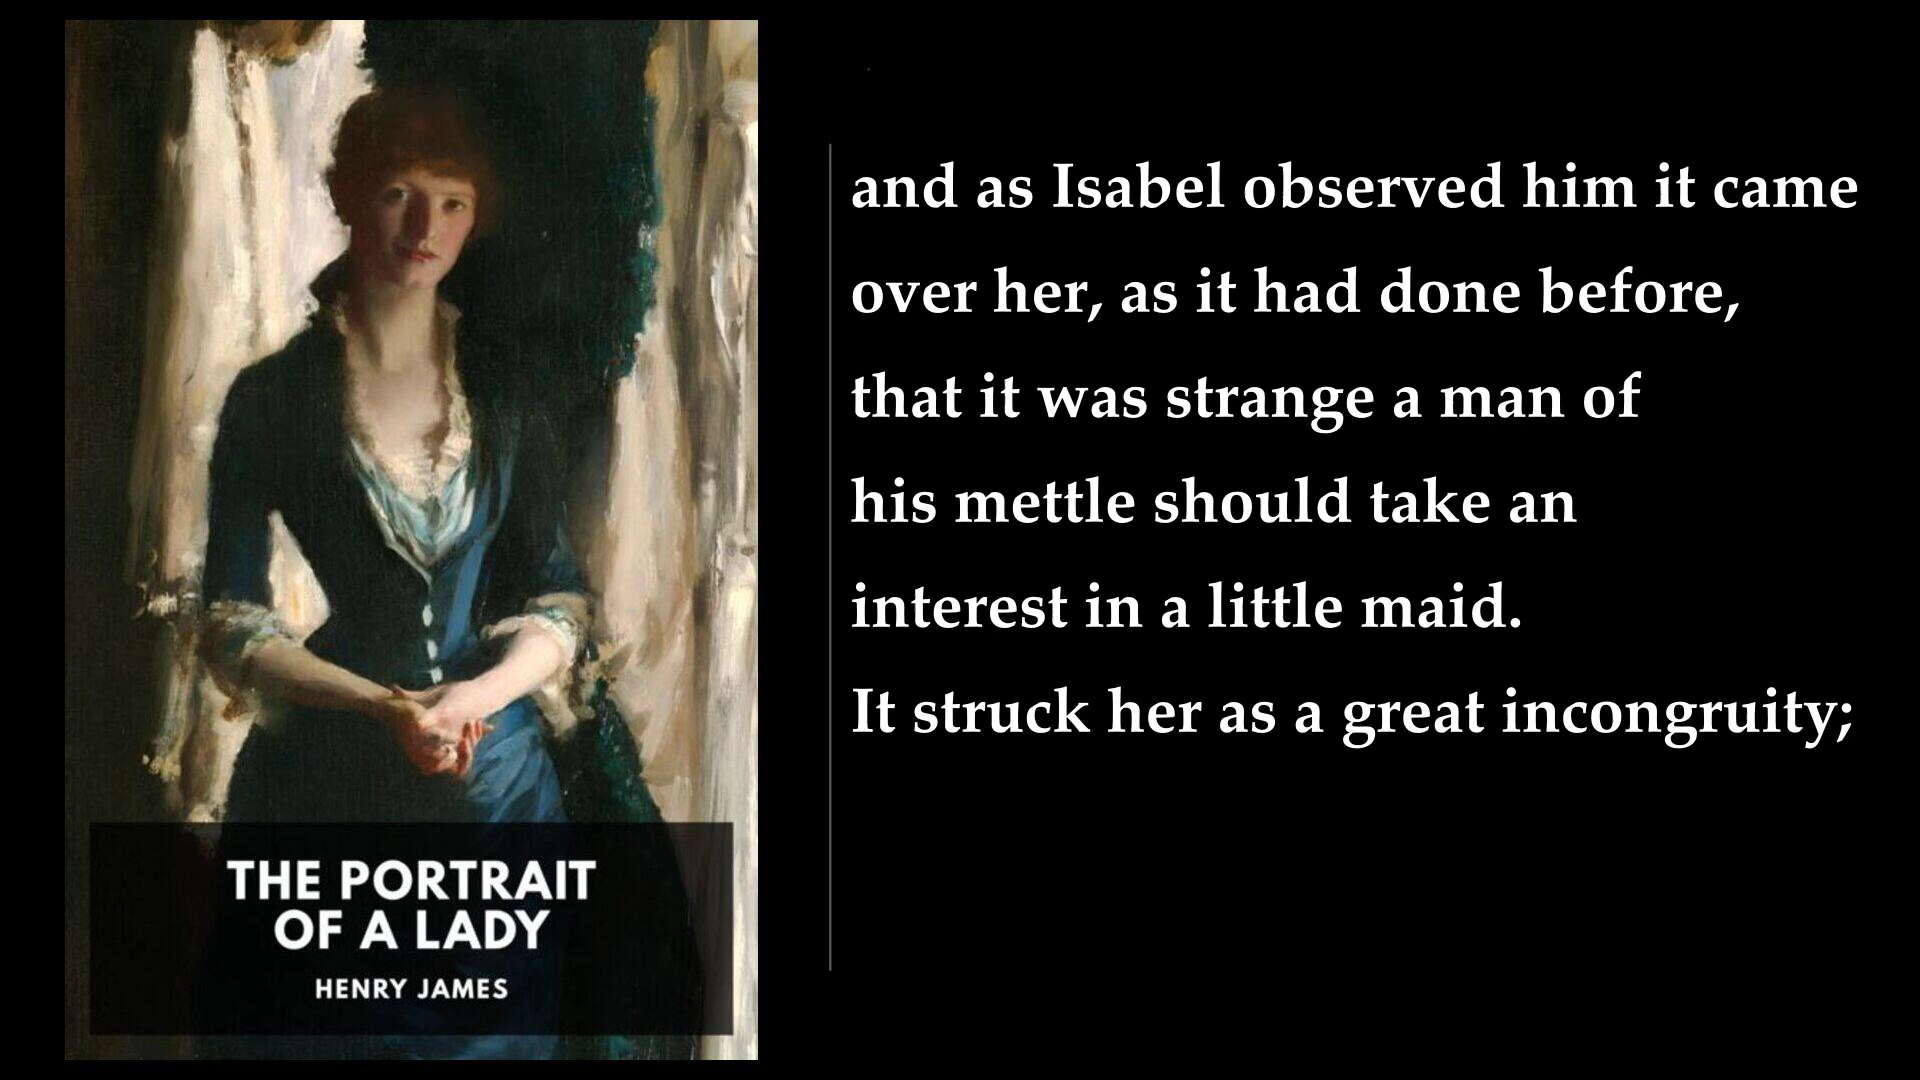 THE PORTRAIT
OF A LADY
HENRY JAMES
and as Isabel observed him it came
over her, as it had done before,
that it was strange a man of
his mettle should take an
interest in a little maid.
It struck her as a great incongruity;